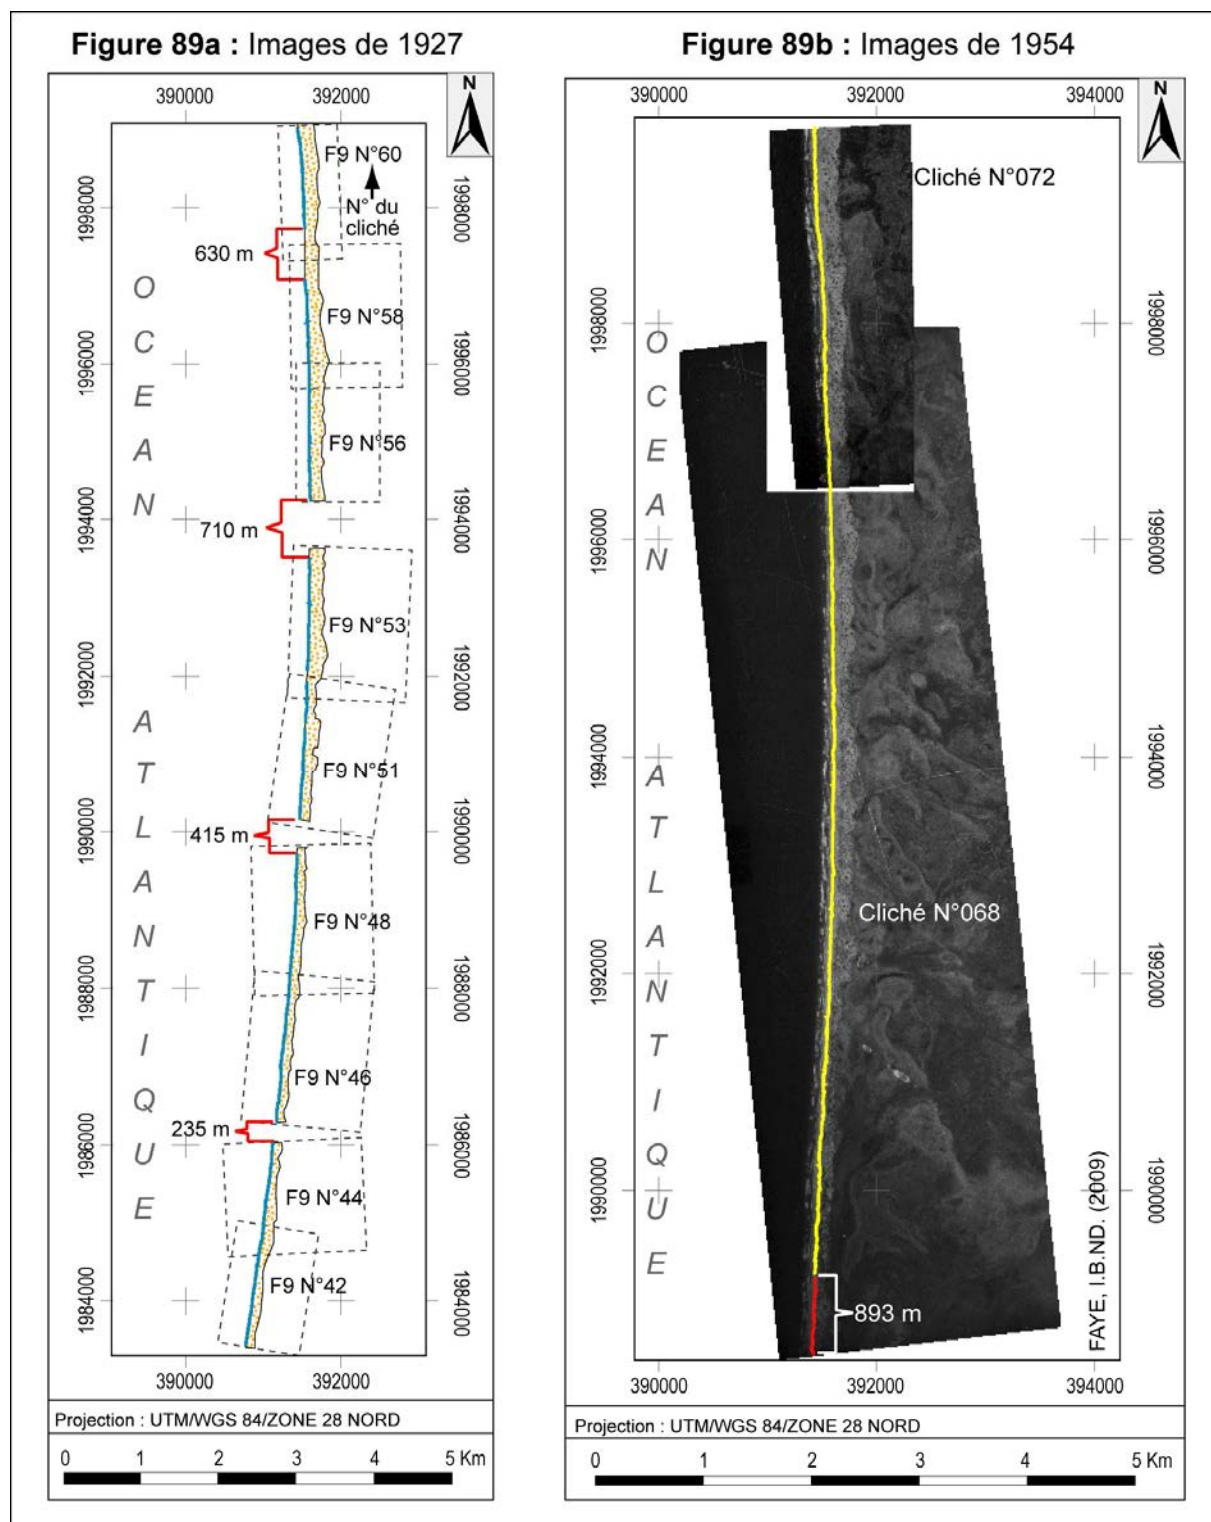 Figure 89a : Images de 1927
N
390000 392000
F9 N°60
N° du
cliché
1998000
1998000
630 m
F9 N°58
1996000
1996000
F9 N°56
1994000
1994000
710 m
F9 N°53
1992000
1992000
F9 N°51
1990000
1990000
415 m
F9 N°48
1988000
1988000
F9 N°46
1986000
1986000
235 m
F9 N°44
F9 N°42
1984000
1984000
OCEAN
ATLANTIQUE
390000 392000
Projection : UTM/WGS 84/ZONE 28 NORD
0 1 2 3 4 5 Km
Figure 89b : Images de 1954
N
390000 392000 394000
Cliché N°072
1998000
1998000
1996000
1996000
1994000
1994000
Cliché N°068
1992000
1992000
1990000
1990000
OCEAN
ATLANTIQUE
893 m
FAYE, I.B.ND. (2009)
390000 392000 394000
Projection : UTM/WGS 84/ZONE 28 NORD
0 1 2 3 4 5 Km